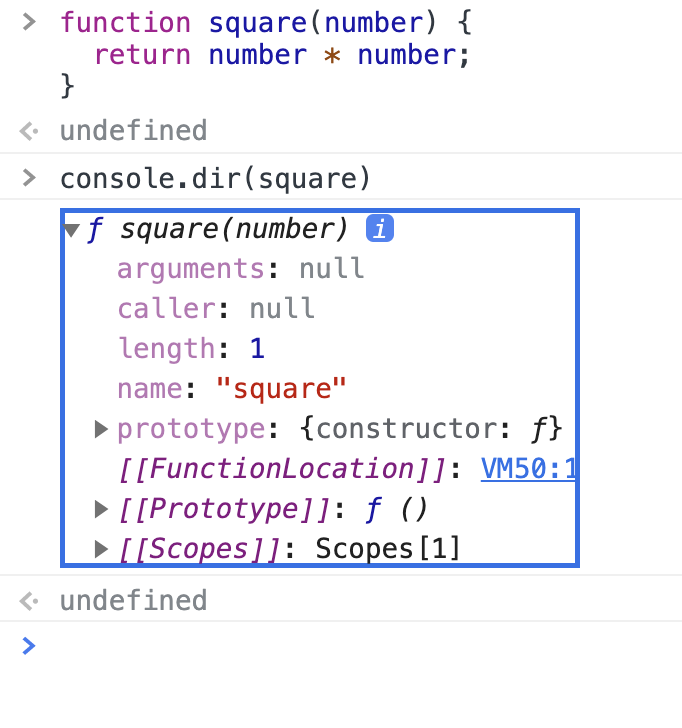 > function square(number) {
return number * number;
}
undefined
> console.dir(square)
ƒ square(number) i
arguments: null
caller: null
length: 1
name: "square"
prototype: {constructor: ƒ}
[[FunctionLocation]]: VM50:1
[[Prototype]]: ƒ ()
[[Scopes]]: Scopes[1]
undefined
>